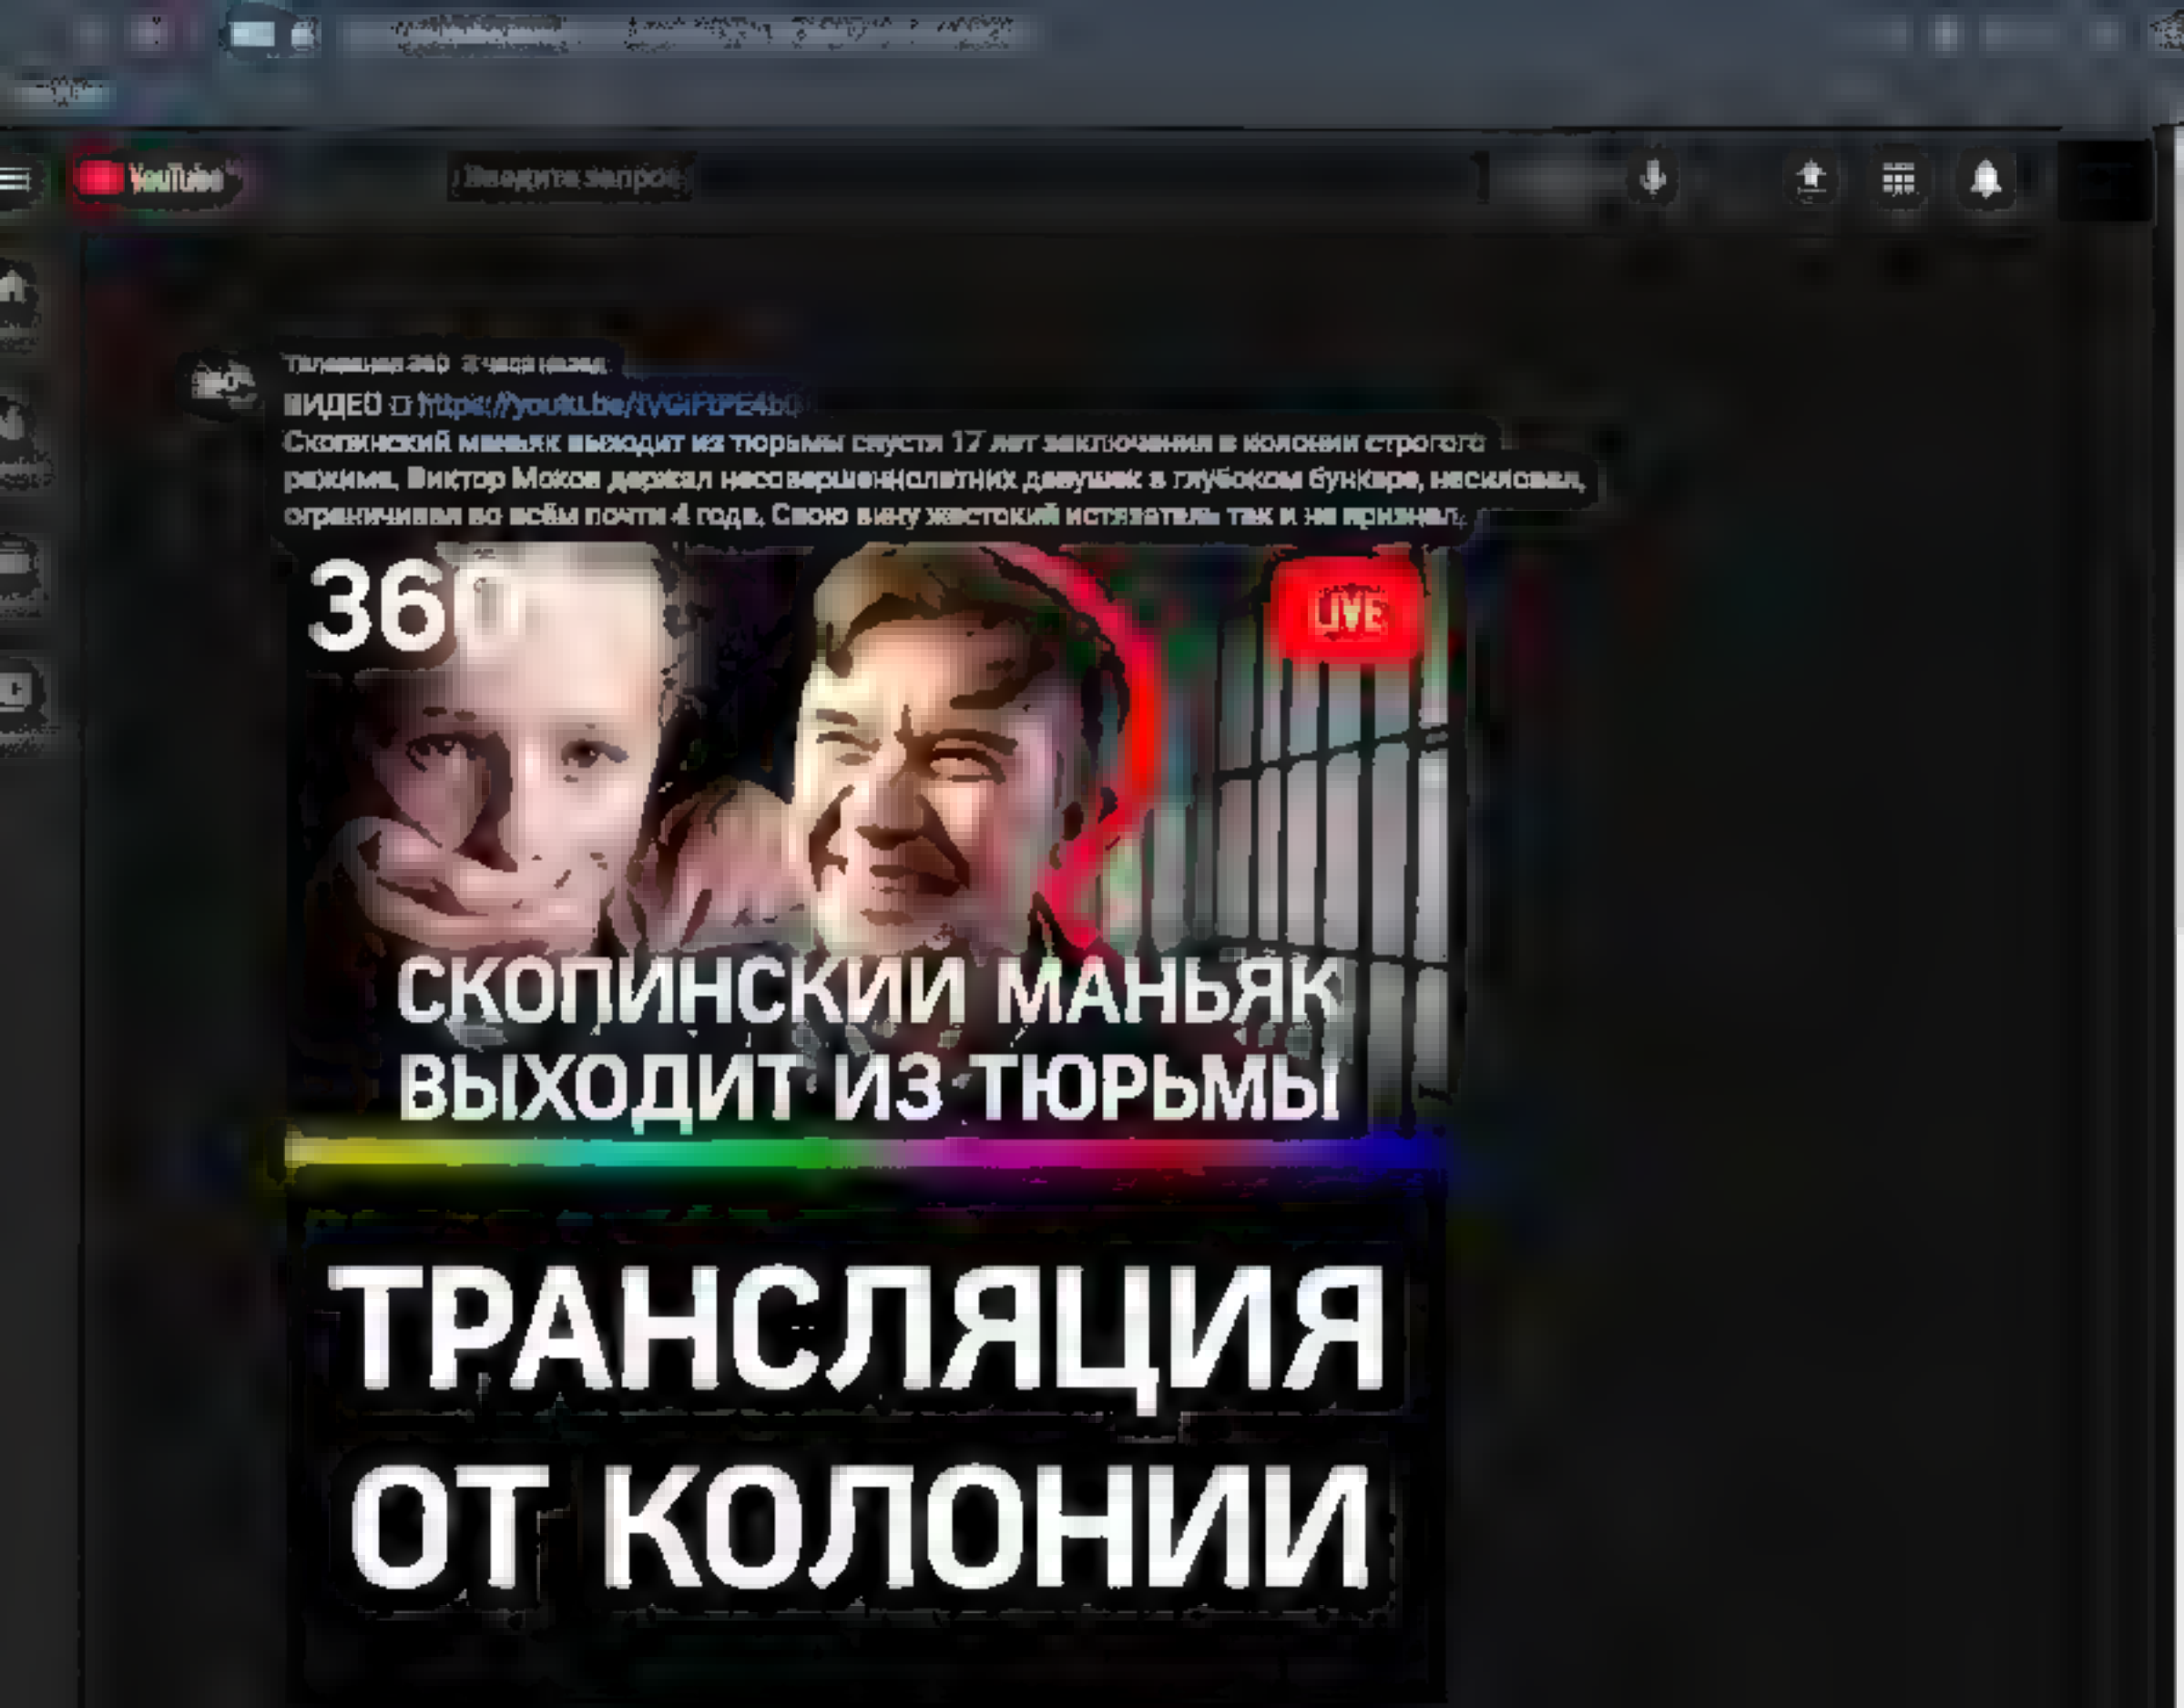 YouTube
Введите запрос
Телеканал 360 3 часа назад
ВИДЕО
Скопинский маньяк выходит из тюрьмы спустя 17 лет заключения в колонии строгого
режима. Виктор Мохов держал несовершеннолетних девушек в глубоком бункере, насиловал,
ограничивал во всём почти 4 года. Свою вину жестокий истязатель так и не признал.
360
LIVE
СКОПИНСКИЙ МАНЬЯК
ВЫХОДИТ ИЗ ТЮРЬМЫ
ТРАНСЛЯЦИЯ
ОТ КОЛОНИИ